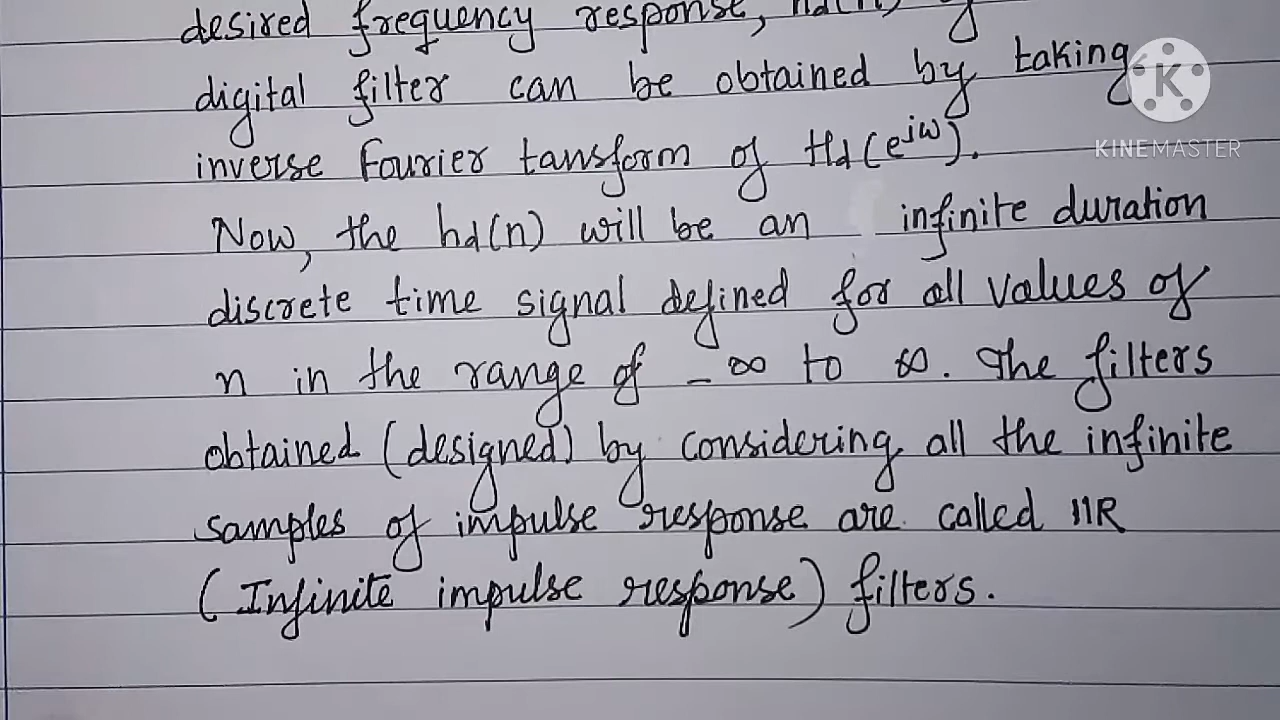 desired frequency response, hd(n) of
digital filter can be obtained by taking
inverse Fourier tansform of Hd(e^jω).
Now, the hd(n) will be an infinite duration
discrete time signal defined for all values of
n in the range of -∞ to ∞. The filters
obtained (designed) by considering all the infinite
samples of impulse response are called IIR
(Infinite impulse response) filters.
K
KINEMASTER